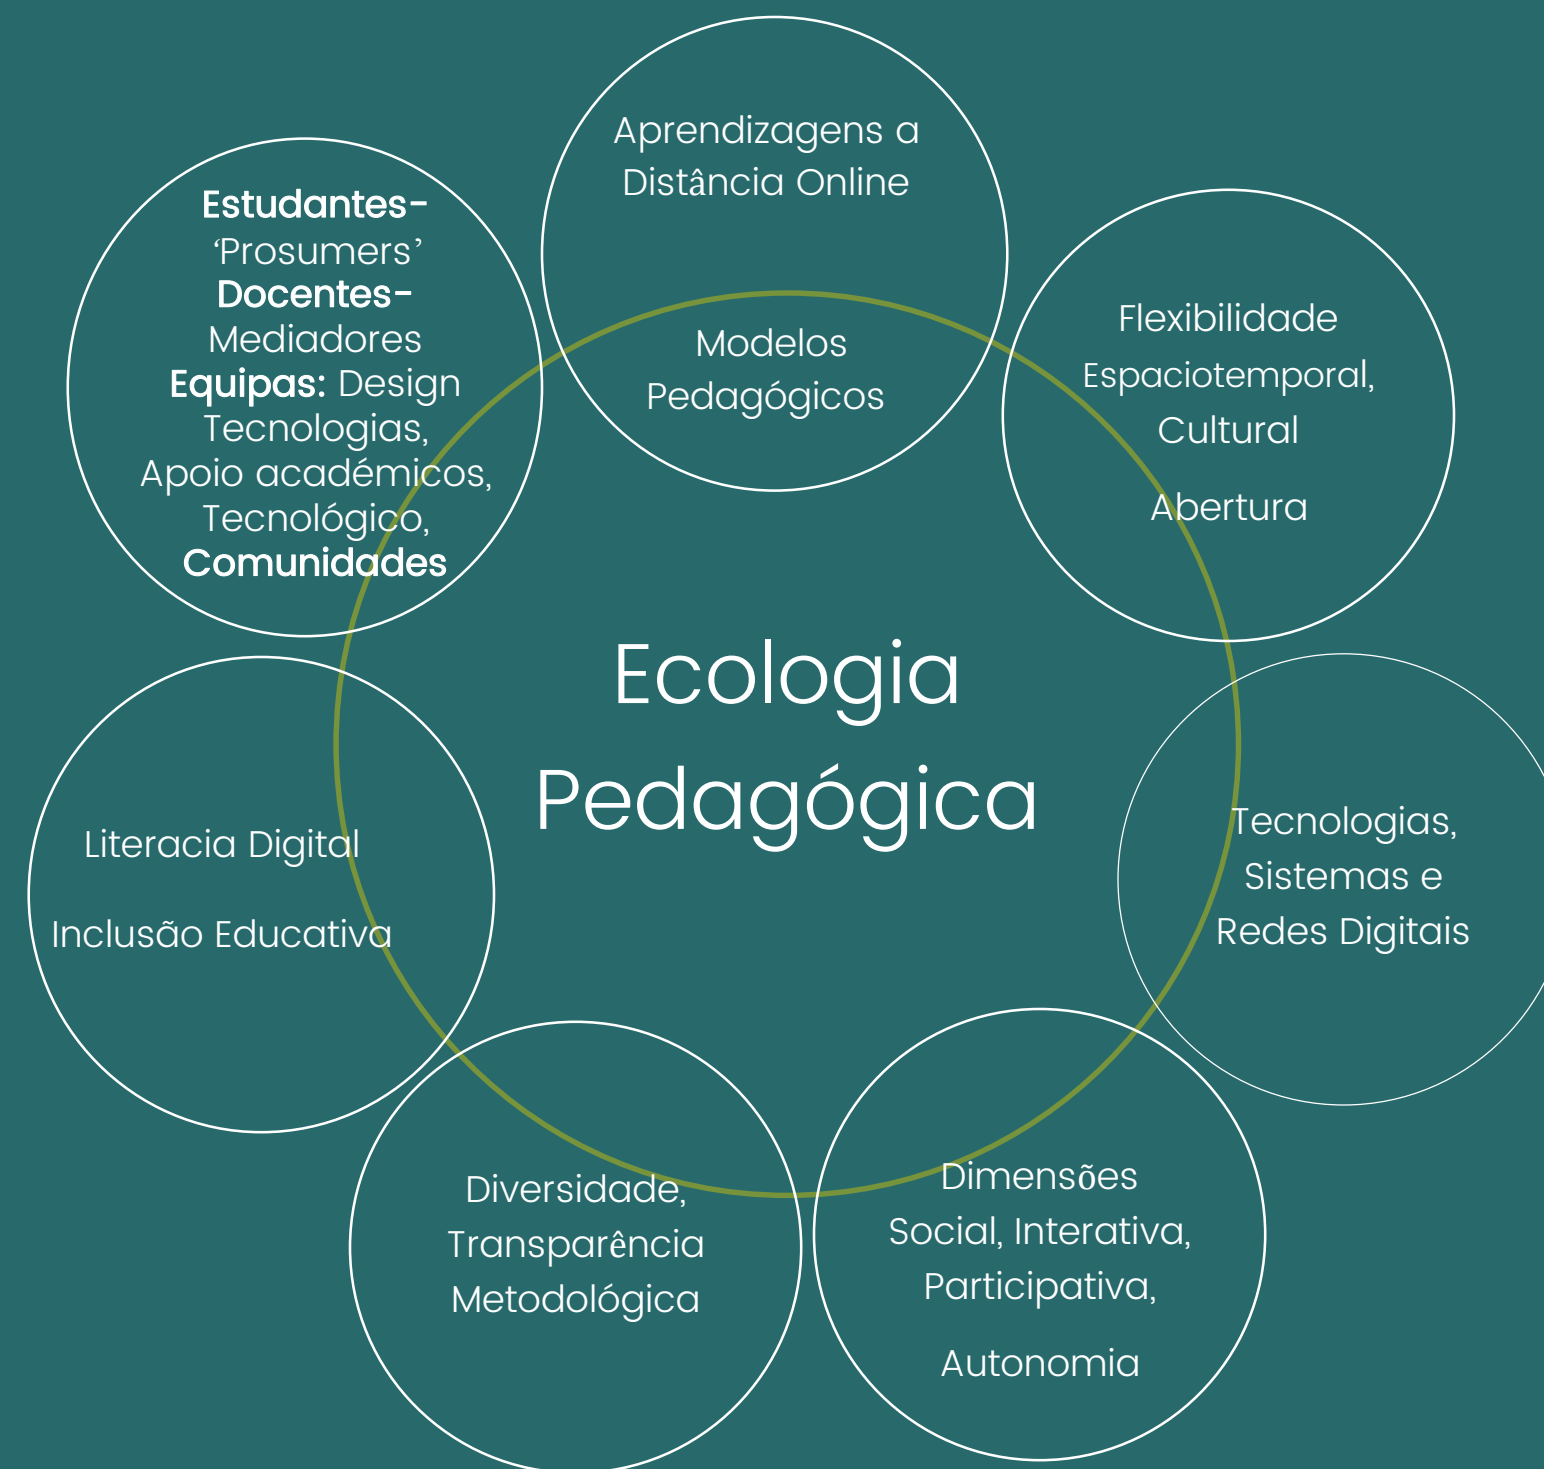 Aprendizagens a
Distância Online
Modelos
Pedagógicos
Estudantes-
‘Prosumers’
Docentes-
Mediadores
Equipas: Design
Tecnologias,
Apoio académicos,
Tecnológico,
Comunidades
Flexibilidade
Espaciotemporal,
Cultural
Abertura
Ecologia
Pedagógica
Literacia Digital
Inclusão Educativa
Tecnologias,
Sistemas e
Redes Digitais
Diversidade,
Transparência
Metodológica
Dimensões
Social, Interativa,
Participativa,
Autonomia